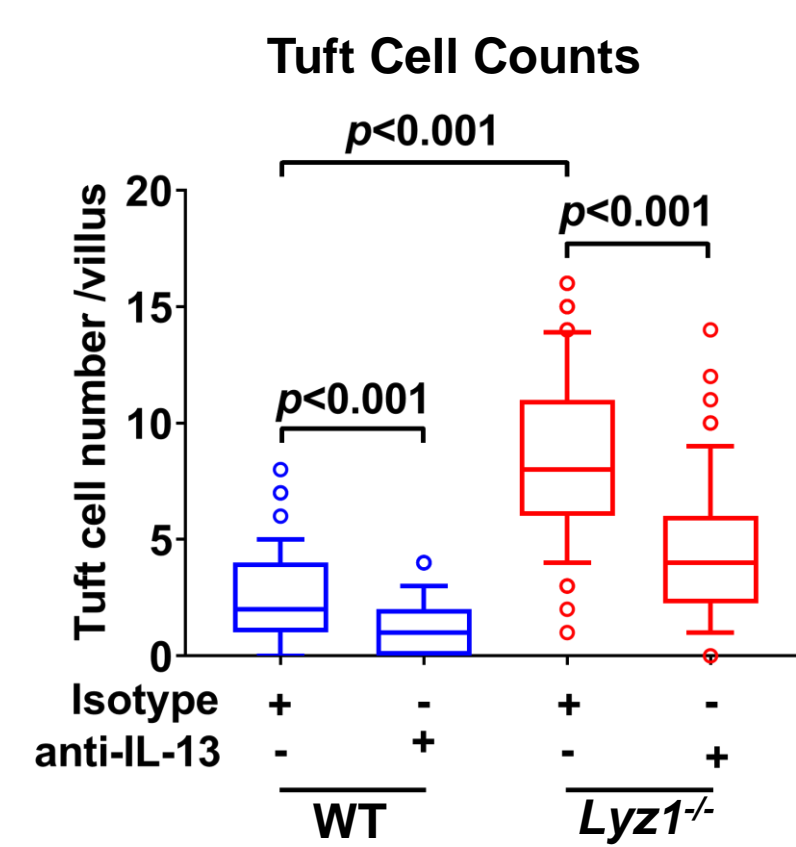 Tuft Cell Counts
p<0.001
p<0.001
p<0.001
Tuft cell number /villus
20
15
10
5
0
Isotype + - + -
anti-IL-13 - + - +
WT Lyz1-/-